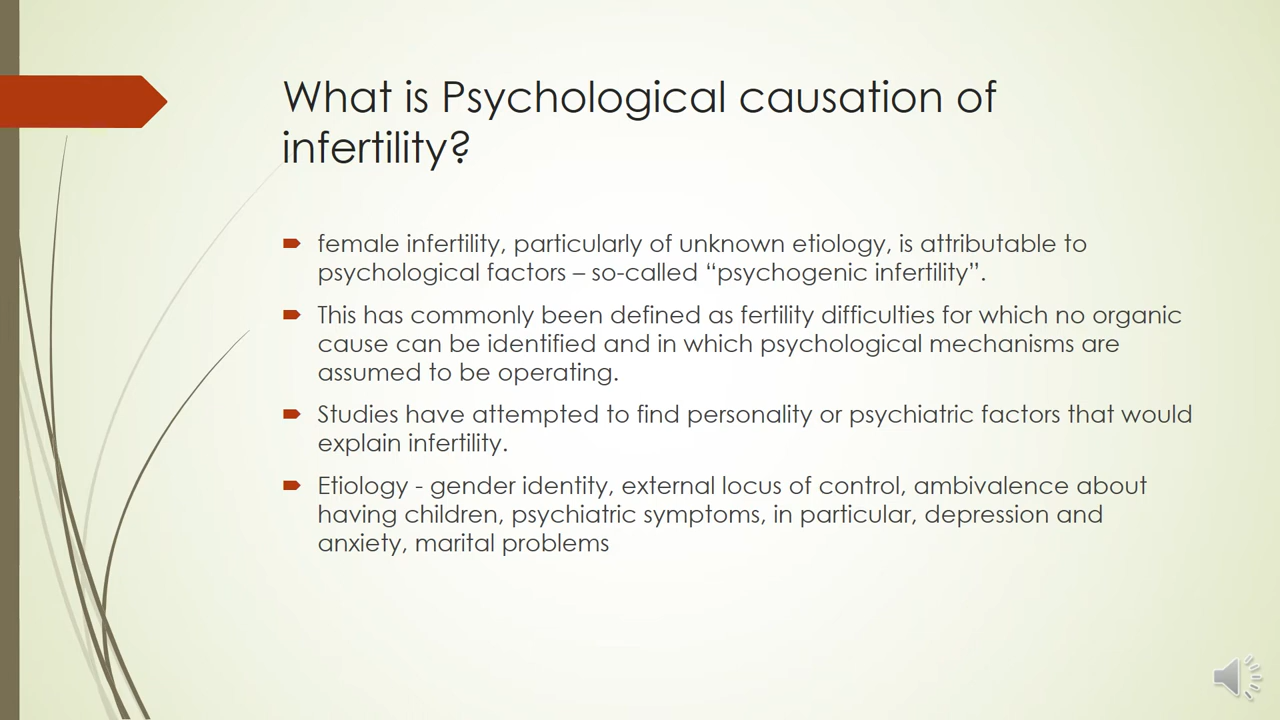 What is Psychological causation of
infertility?
female infertility, particularly of unknown etiology, is attributable to
psychological factors – so-called “psychogenic infertility”.
This has commonly been defined as fertility difficulties for which no organic
cause can be identified and in which psychological mechanisms are
assumed to be operating.
Studies have attempted to find personality or psychiatric factors that would
explain infertility.
Etiology - gender identity, external locus of control, ambivalence about
having children, psychiatric symptoms, in particular, depression and
anxiety, marital problems